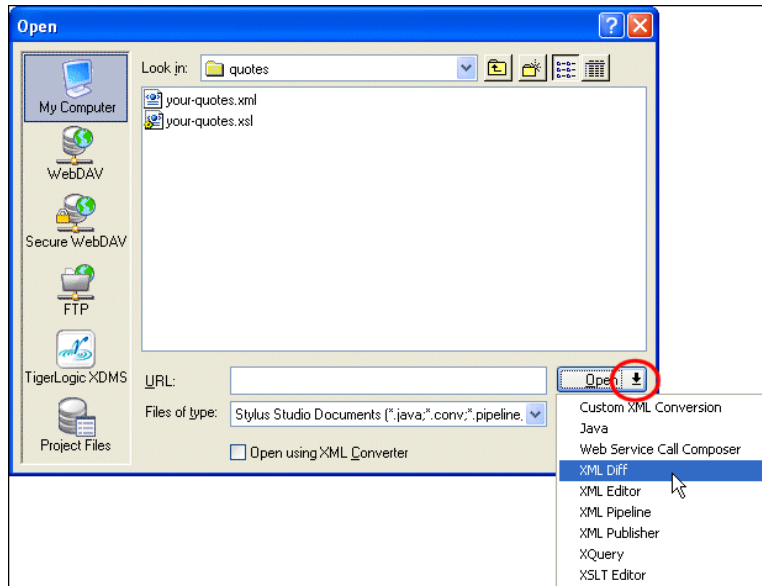 Open
Look in:
quotes
My Computer
your-quotes.xml
your-quotes.xsl
WebDAV
Secure WebDAV
FTP
TigerLogic XDMS
URL:
Open
Files of type:
Stylus Studio Documents (*.java;*.conv;*.pipeline,
Project Files
Open using XML Converter
Custom XML Conversion
Java
Web Service Call Composer
XML Diff
XML Editor
XML Pipeline
XML Publisher
XQuery
XSLT Editor